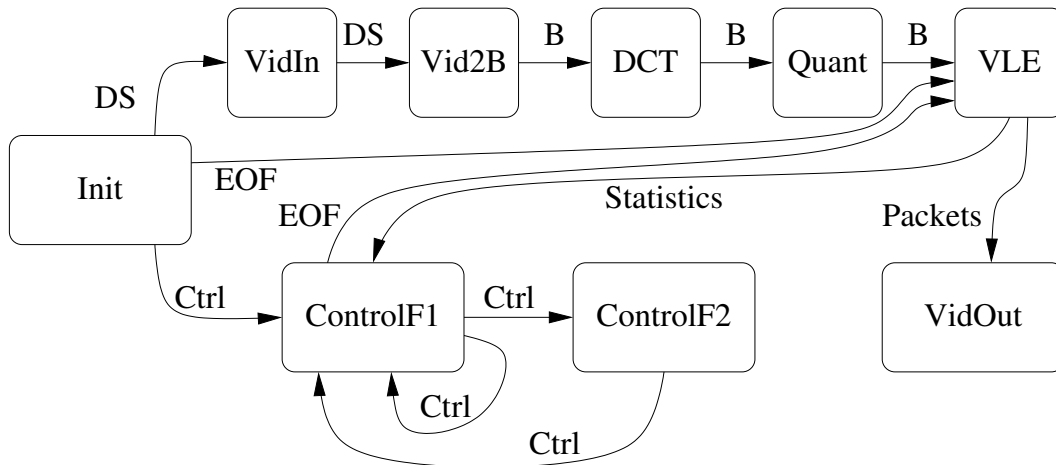 DS B B B
VidIn Vid2B DCT Quant VLE
DS
Init
EOF
EOF
Statistics
Packets
Ctrl
Ctrl
ControlF1
ControlF2
VidOut
Ctrl
Ctrl